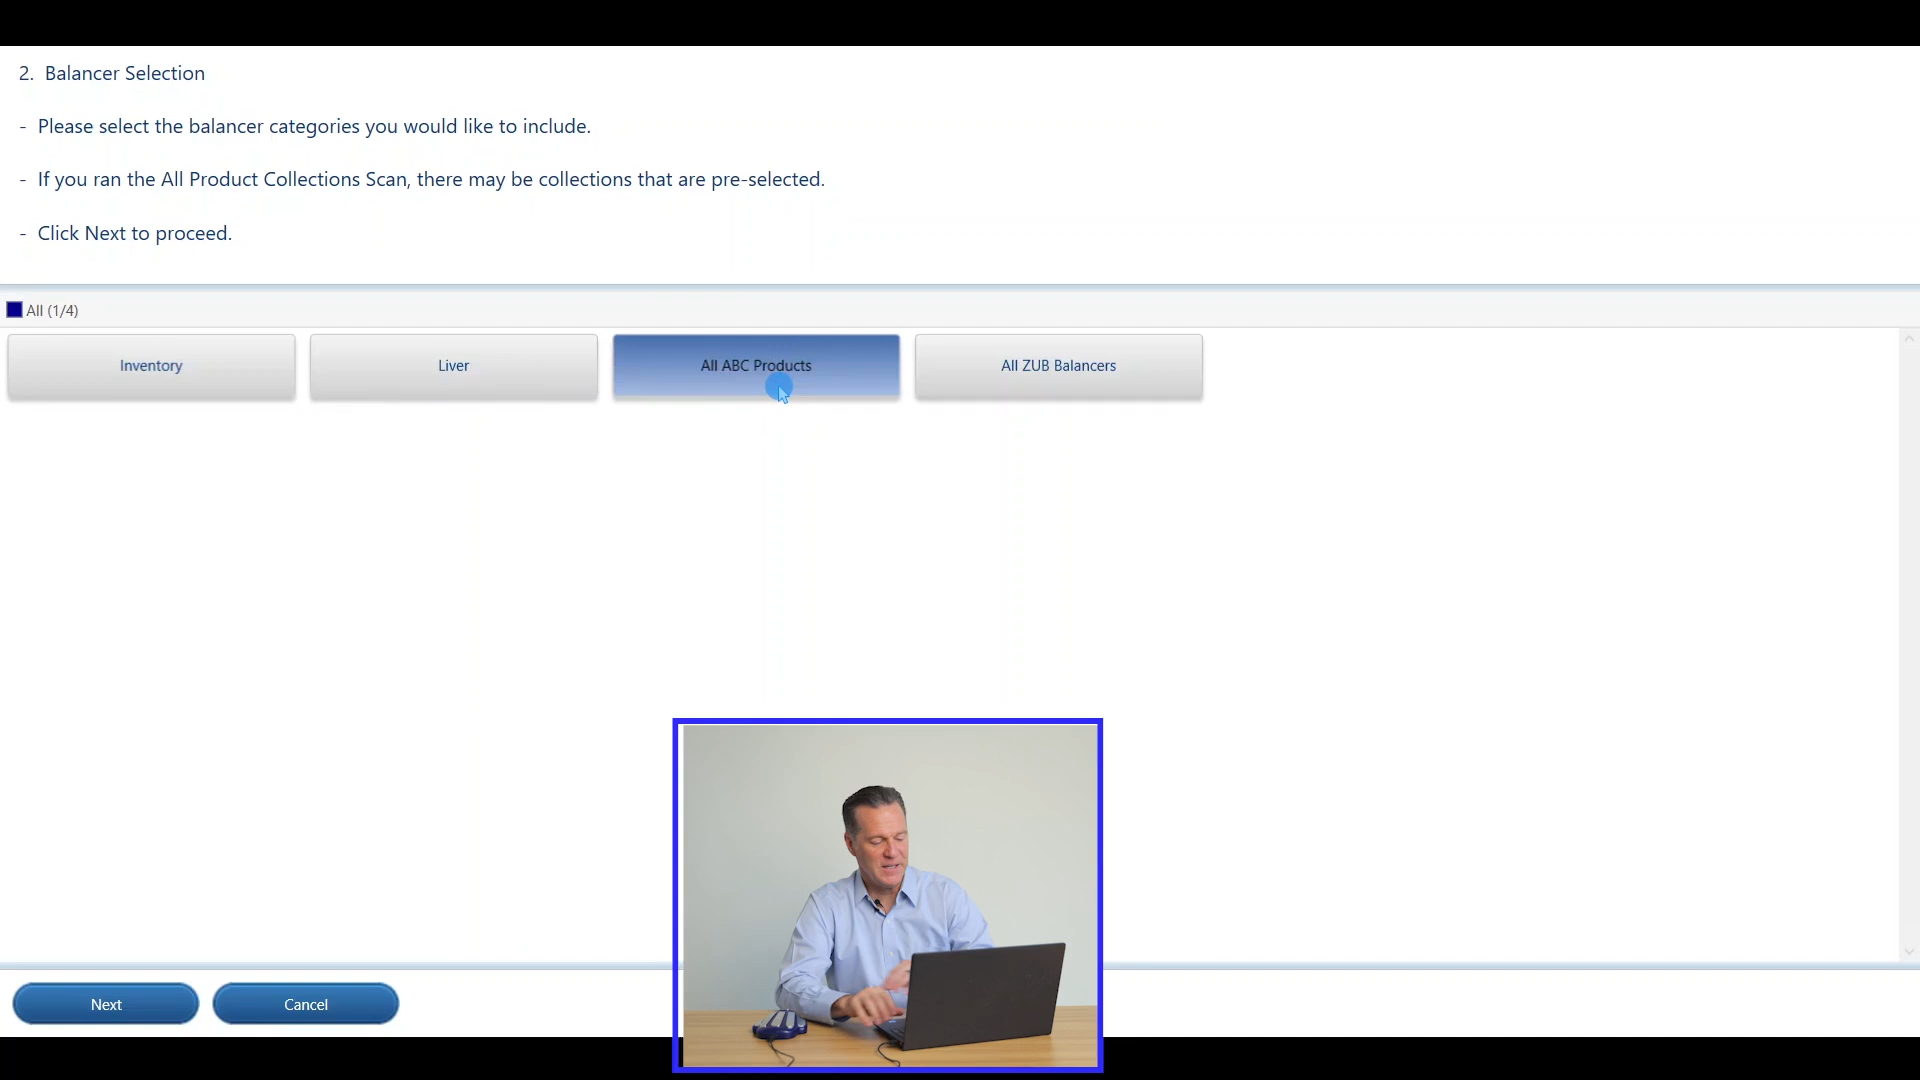 2.  Balancer Selection
-  Please select the balancer categories you would like to include.
-  If you ran the All Product Collections Scan, there may be collections that are pre-selected.
-  Click Next to proceed.
All (1/4)
Inventory
Liver
All ABC Products
All ZUB Balancers
Next
Cancel